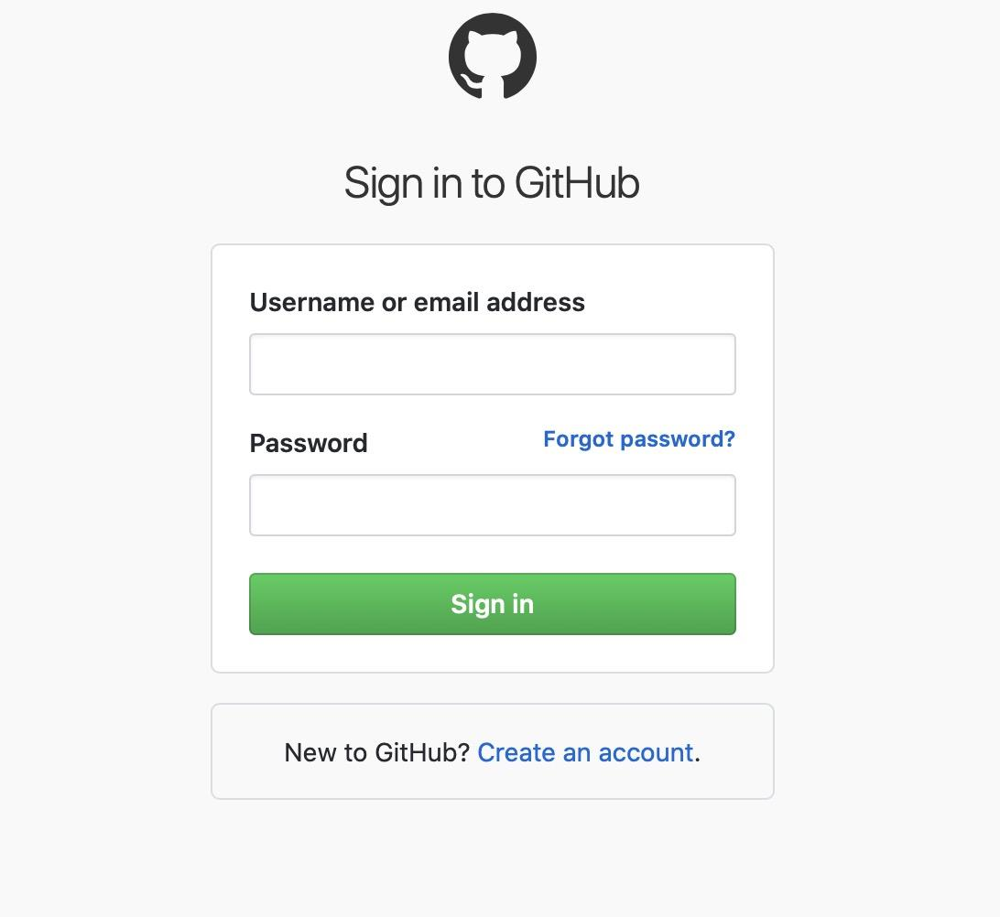 Sign in to GitHub
Username or email address
Password Forgot password?
Sign in
New to GitHub? Create an account.